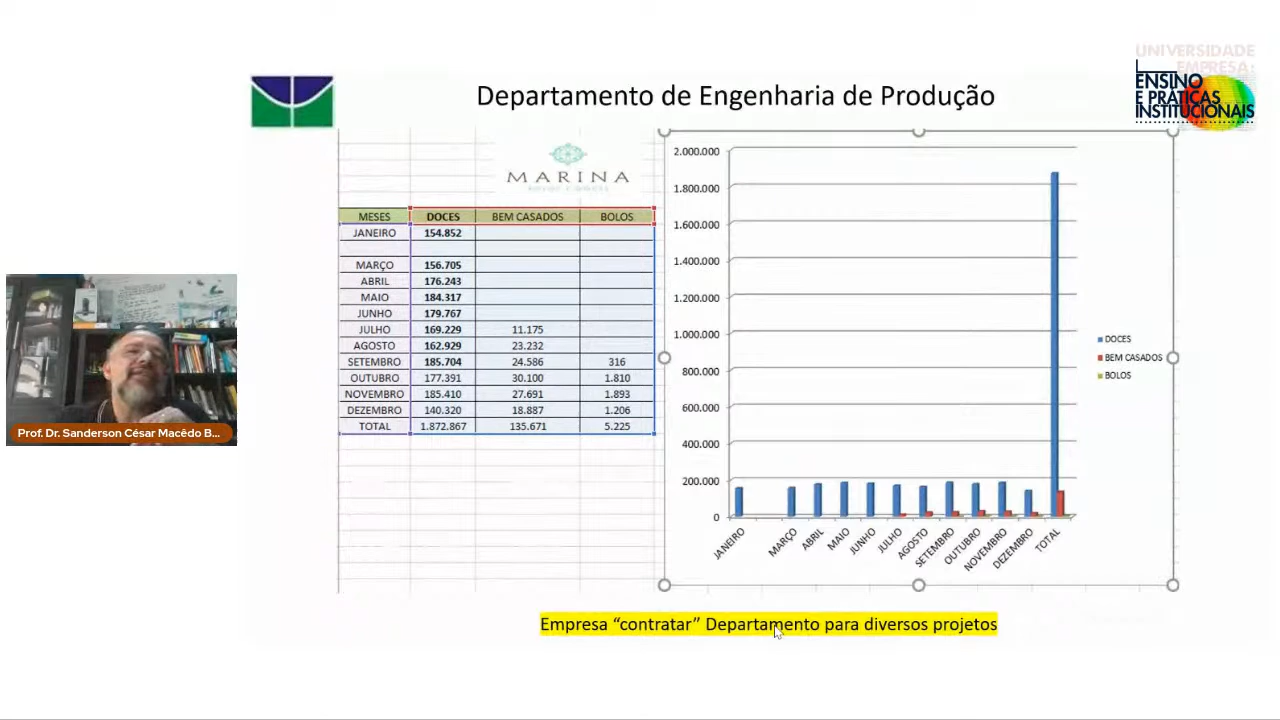 UNIVERSIDADE
EMPRESA:
ENSINO
E PRÁTICAS
INSTITUCIONAIS
Departamento de Engenharia de Produção
MARINA
MESES DOCES BEM CASADOS BOLOS
JANEIRO 154.852
MARÇO 156.705
ABRIL 176.243
MAIO 184.317
JUNHO 179.767
JULHO 169.229 11.175
AGOSTO 162.929 23.232
SETEMBRO 185.704 24.586 316
OUTUBRO 177.391 30.100 1.810
NOVEMBRO 185.410 27.691 1.893
DEZEMBRO 140.320 18.887 1.206
TOTAL 1.872.867 135.671 5.225
2.000.000
1.800.000
1.600.000
1.400.000
1.200.000
1.000.000
800.000
600.000
400.000
200.000
0
JANEIRO MARÇO ABRIL MAIO JUNHO JULHO AGOSTO SETEMBRO OUTUBRO NOVEMBRO DEZEMBRO TOTAL
DOCES
BEM CASADOS
BOLOS
Prof. Dr. Sanderson César Macêdo B...
Empresa “contratar” Departamento para diversos projetos